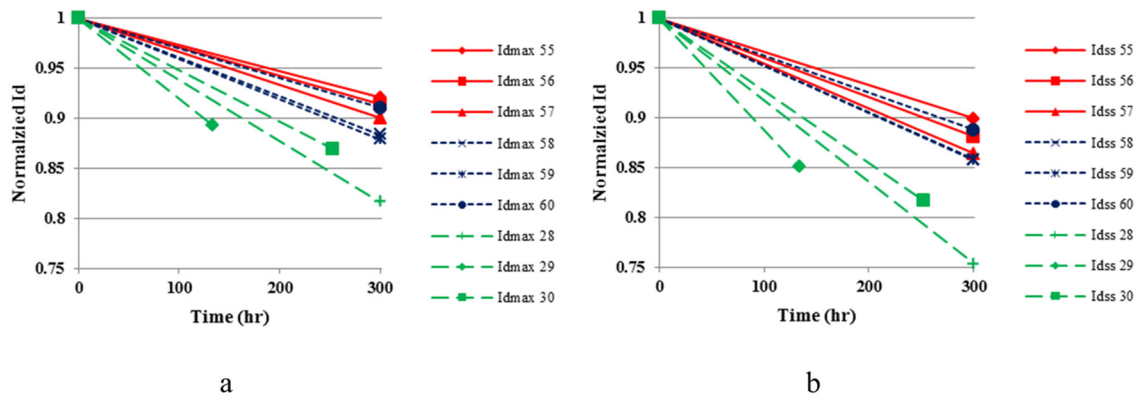 1
0.95
0.9
0.85
0.8
0.75
Normalzied Id
0
100
200
300
Time (hr)
Idmax 55
Idmax 56
Idmax 57
Idmax 58
Idmax 59
Idmax 60
Idmax 28
Idmax 29
Idmax 30
a
1
0.95
0.9
0.85
0.8
0.75
Normalzied Id
0
100
200
300
Time (hr)
Idss 55
Idss 56
Idss 57
Idss 58
Idss 59
Idss 60
Idss 28
Idss 29
Idss 30
b